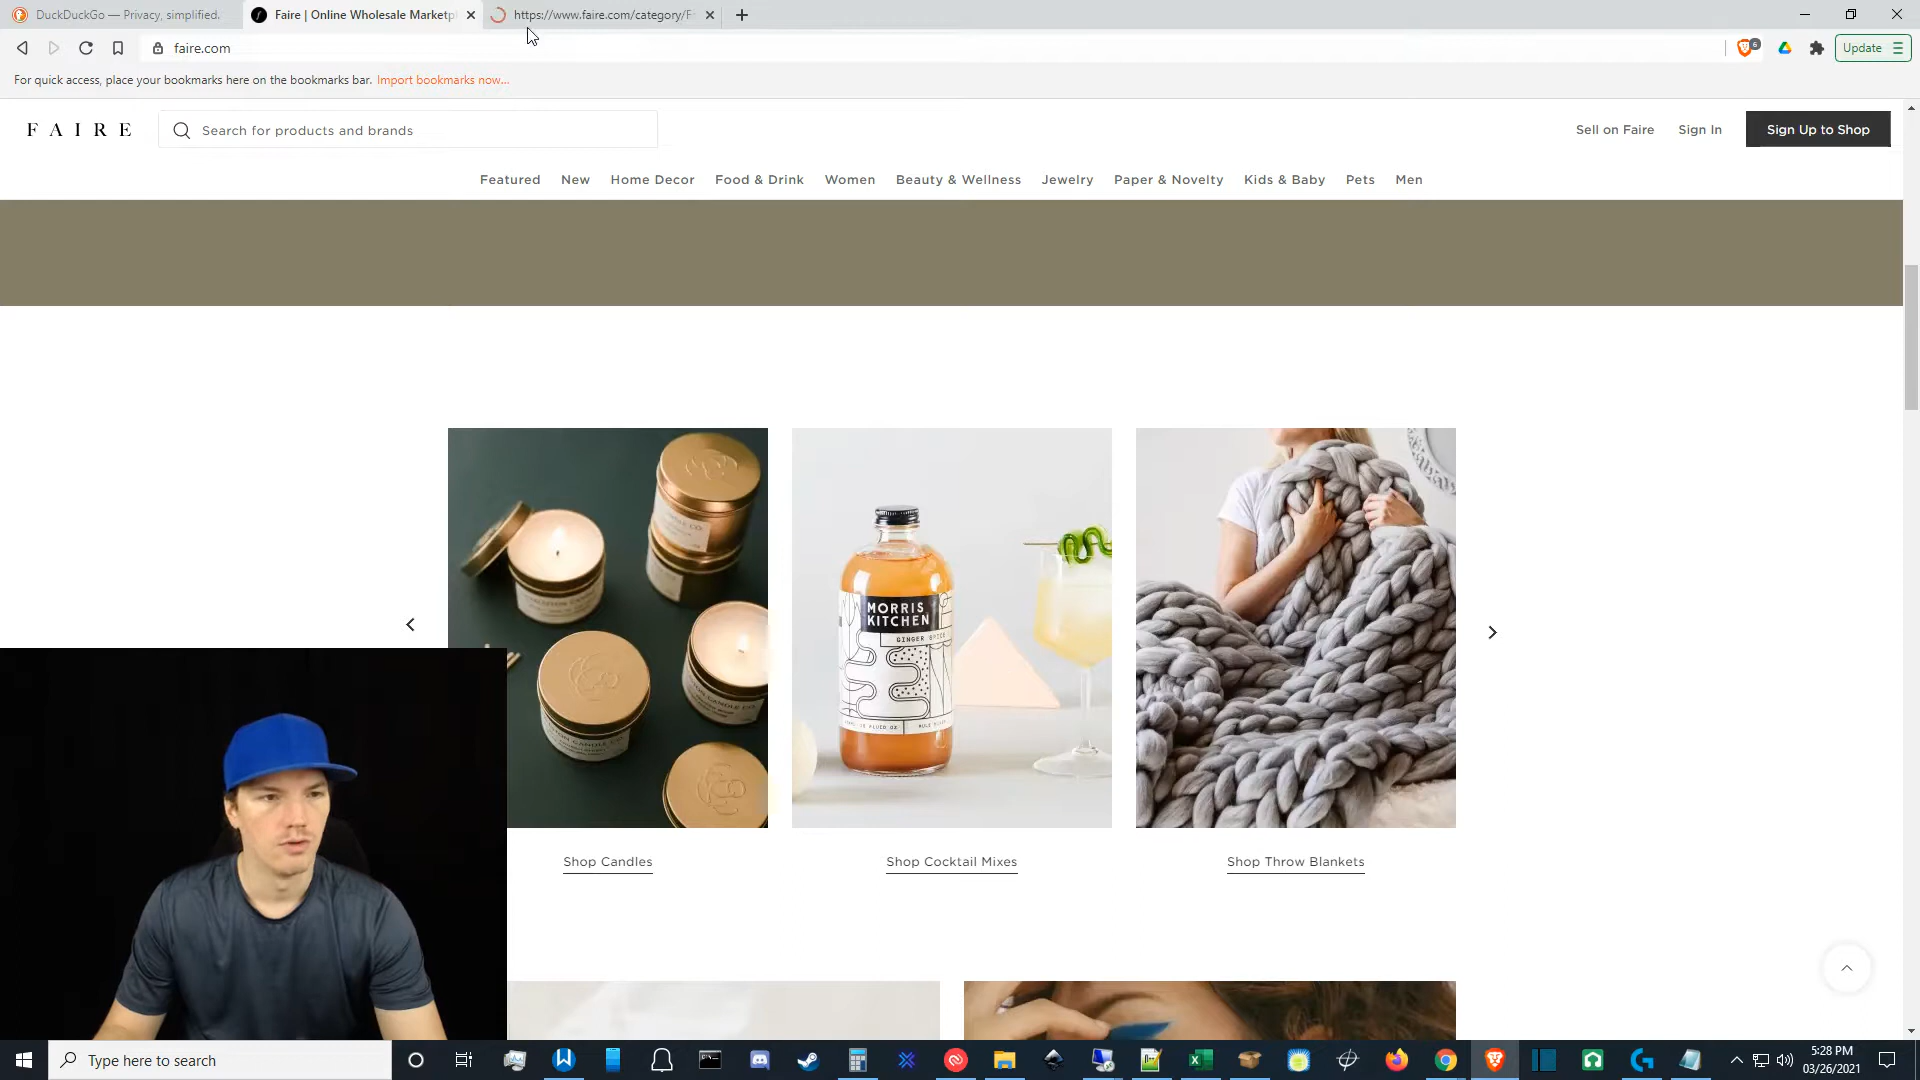 DuckDuckGo — Privacy, simplified.
Faire | Online Wholesale Marketpl
https://www.faire.com/category/F
faire.com
6
Update
For quick access, place your bookmarks here on the bookmarks bar. Import bookmarks now...
FAIRE
Search for products and brands
Sell on Faire
Sign In
Sign Up to Shop
Featured
New
Home Decor
Food & Drink
Women
Beauty & Wellness
Jewelry
Paper & Novelty
Kids & Baby
Pets
Men
MORRIS
KITCHEN
GINGER
Shop Candles
Shop Cocktail Mixes
Shop Throw Blankets
Type here to search
5:28 PM
03/26/2021